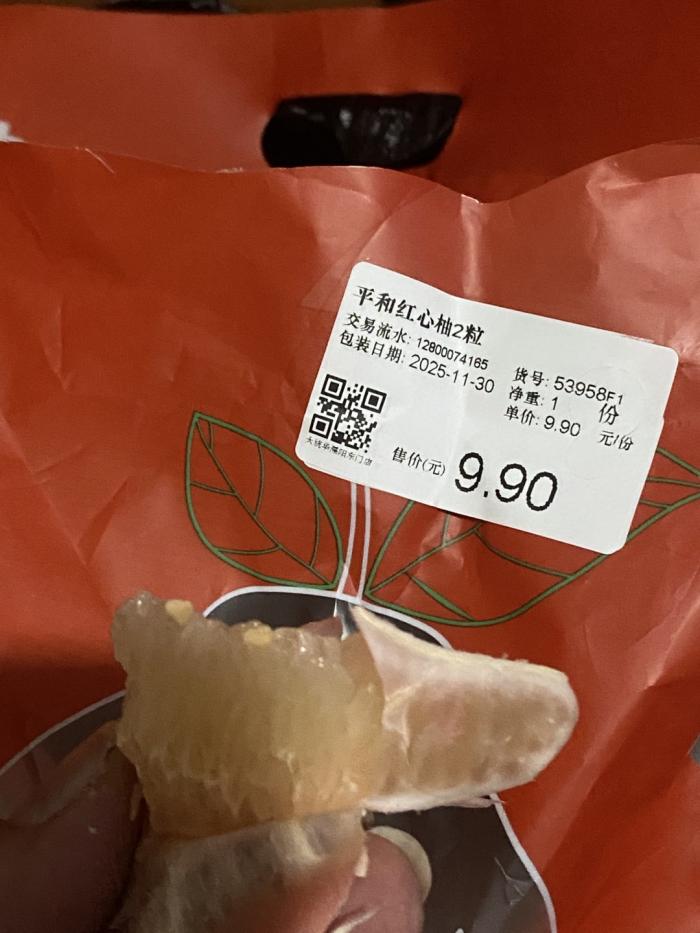 平和红心柚2粒
交易流水: 12800074165
包装日期: 2025-11-30
货号: 53958F1
净重: 1 份
单价: 9.90 元/份
售价(元) 9.90